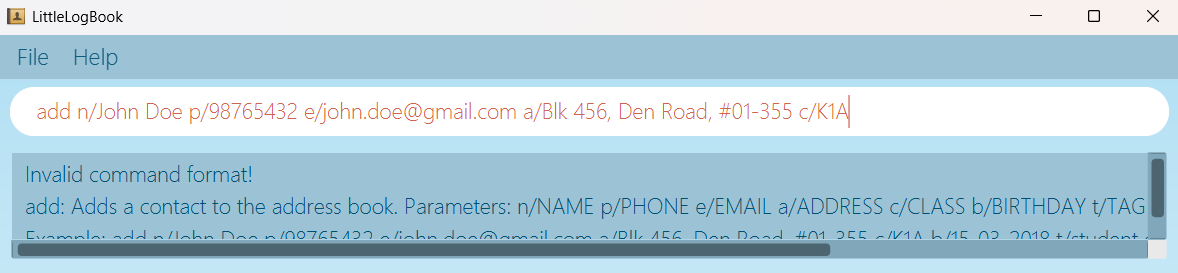 LittleLogBook
File Help
add n/John Doe p/98765432 e/john.doe@gmail.com a/Blk 456, Den Road, #01-355 c/K1A
Invalid command format!
add: Adds a contact to the address book. Parameters: n/NAME p/PHONE e/EMAIL a/ADDRESS c/CLASS b/BIRTHDAY t/TAG
Example: add n/John Doe p/98765432 e/john.doe@gmail.com a/Blk 456, Den Road, #01-355 c/K1A b/15-03-2018 t/student